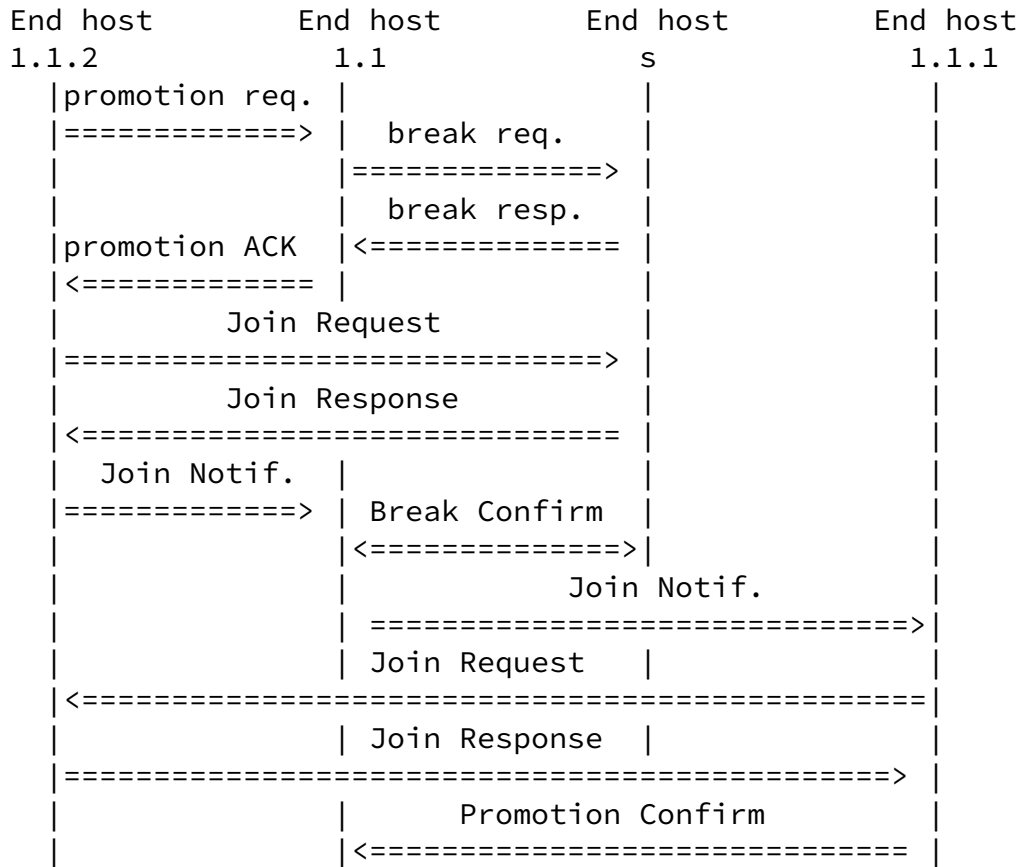 End host End host End host End host
1.1.2 1.1 s 1.1.1
promotion req.
break req.
break resp.
promotion ACK
Join Request
Join Response
Join Notif.
Break Confirm
Join Notif.
Join Request
Join Response
Promotion Confirm